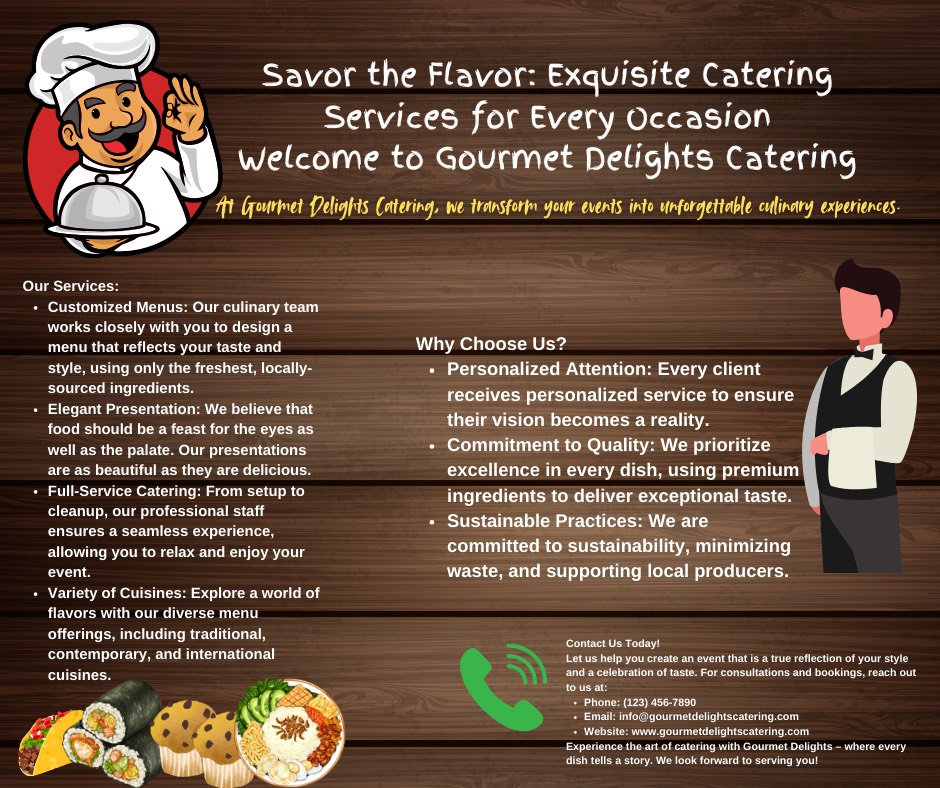 Savor the Flavor: Exquisite Catering
Services for Every Occasion
Welcome to Gourmet Delights Catering
At Gourmet Delights Catering, we transform your events into unforgettable culinary experiences.
Our Services:
• Customized Menus: Our culinary team
works closely with you to design a
menu that reflects your taste and
style, using only the freshest, locally-
sourced ingredients.
• Elegant Presentation: We believe that
food should be a feast for the eyes as
well as the palate. Our presentations
are as beautiful as they are delicious.
• Full-Service Catering: From setup to
cleanup, our professional staff
ensures a seamless experience,
allowing you to relax and enjoy your
event.
• Variety of Cuisines: Explore a world of
flavors with our diverse menu
offerings, including traditional,
contemporary, and international
cuisines.
Why Choose Us?
• Personalized Attention: Every client
receives personalized service to ensure
their vision becomes a reality.
• Commitment to Quality: We prioritize
excellence in every dish, using premium
ingredients to deliver exceptional taste.
• Sustainable Practices: We are
committed to sustainability, minimizing
waste, and supporting local producers.
Contact Us Today!
Let us help you create an event that is a true reflection of your style
and a celebration of taste. For consultations and bookings, reach out
to us at:
• Phone: (123) 456-7890
• Email: info@gourmetdelightscatering.com
• Website: www.gourmetdelightscatering.com
Experience the art of catering with Gourmet Delights – where every
dish tells a story. We look forward to serving you!